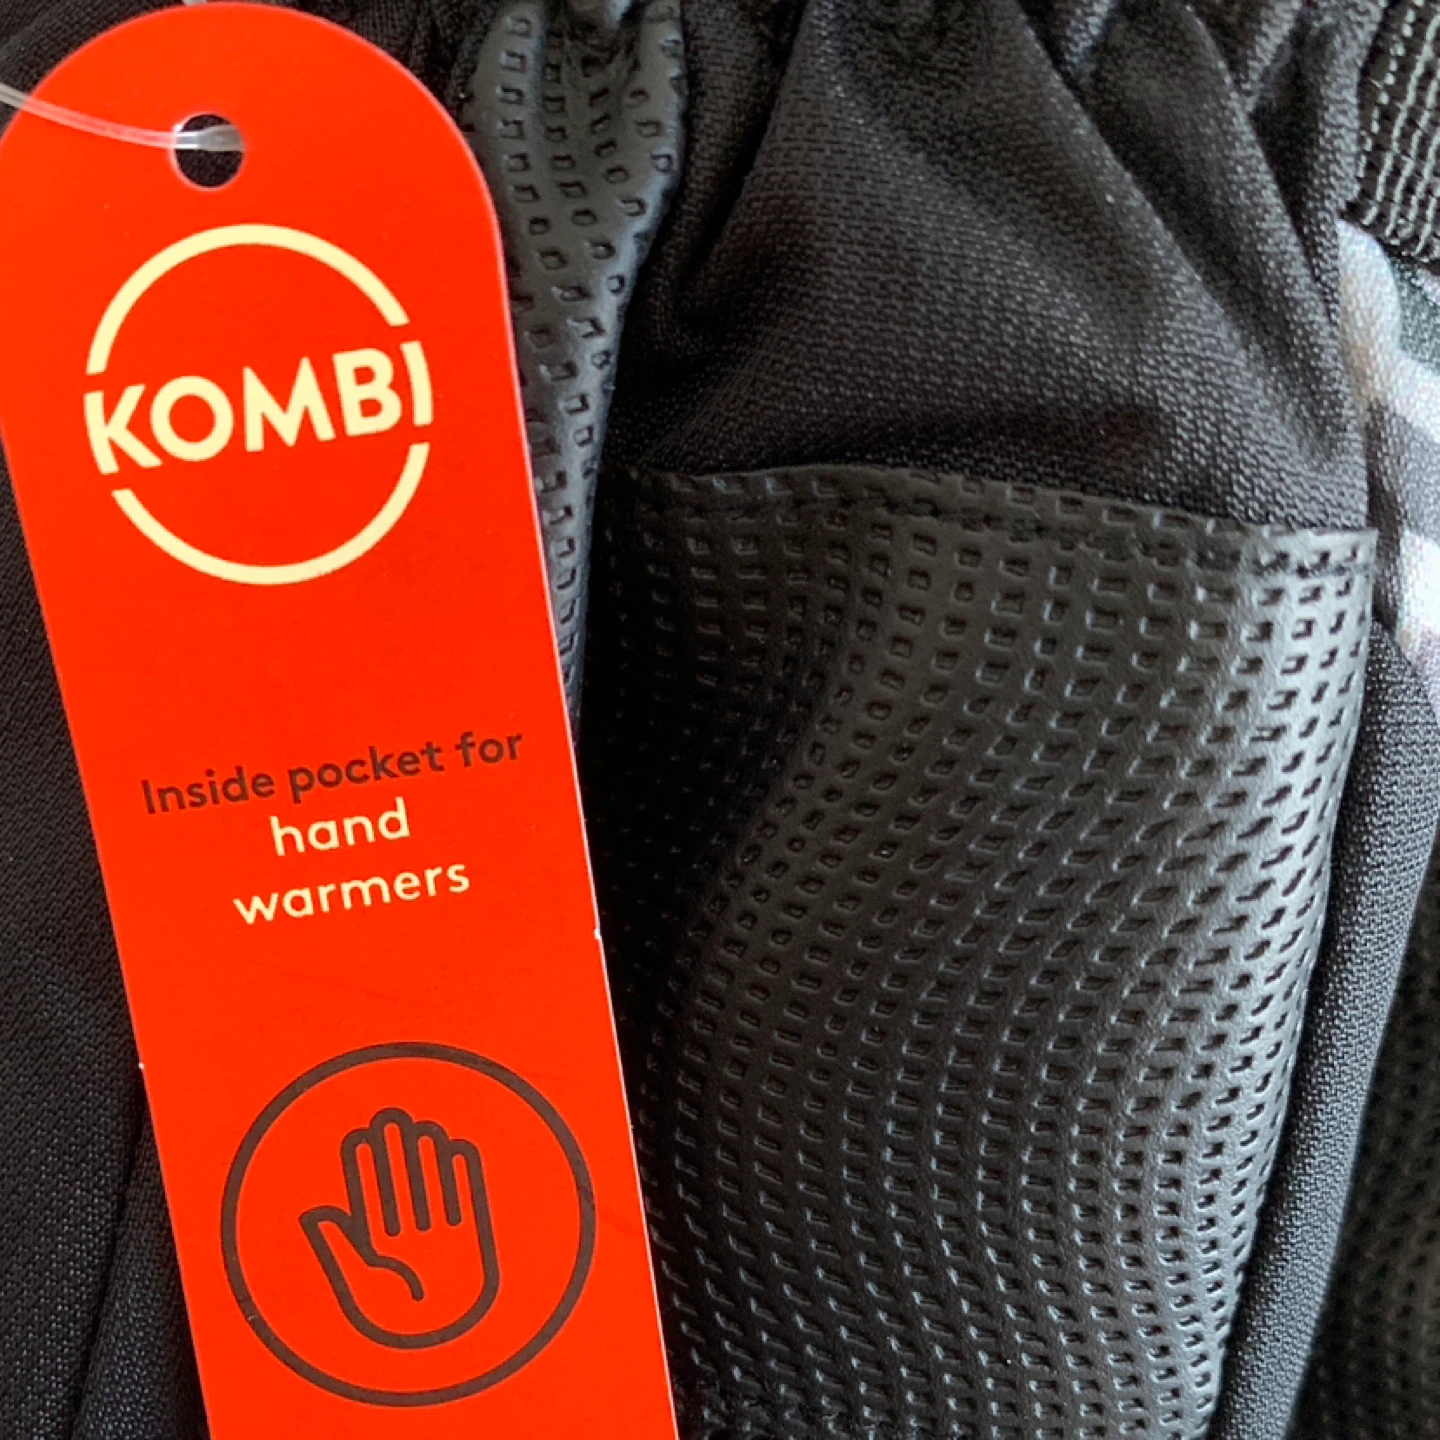 KOMBI
Inside pocket for
hand
warmers